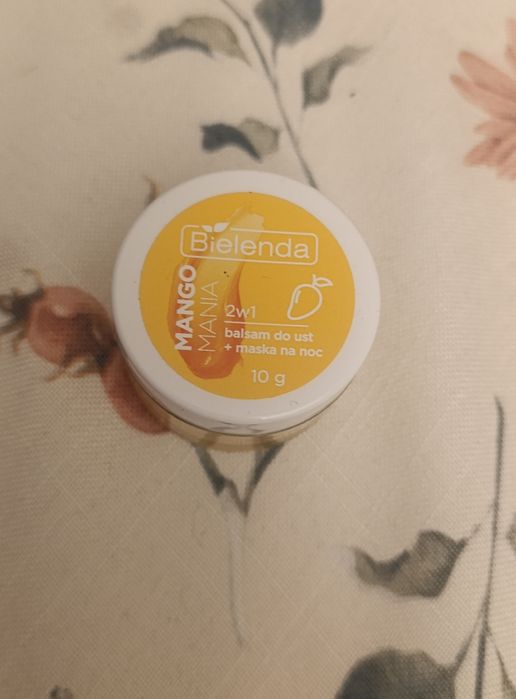 Bielenda
MANGO
MANIA
2w1
balsam do ust
+ maska na noc
10 g